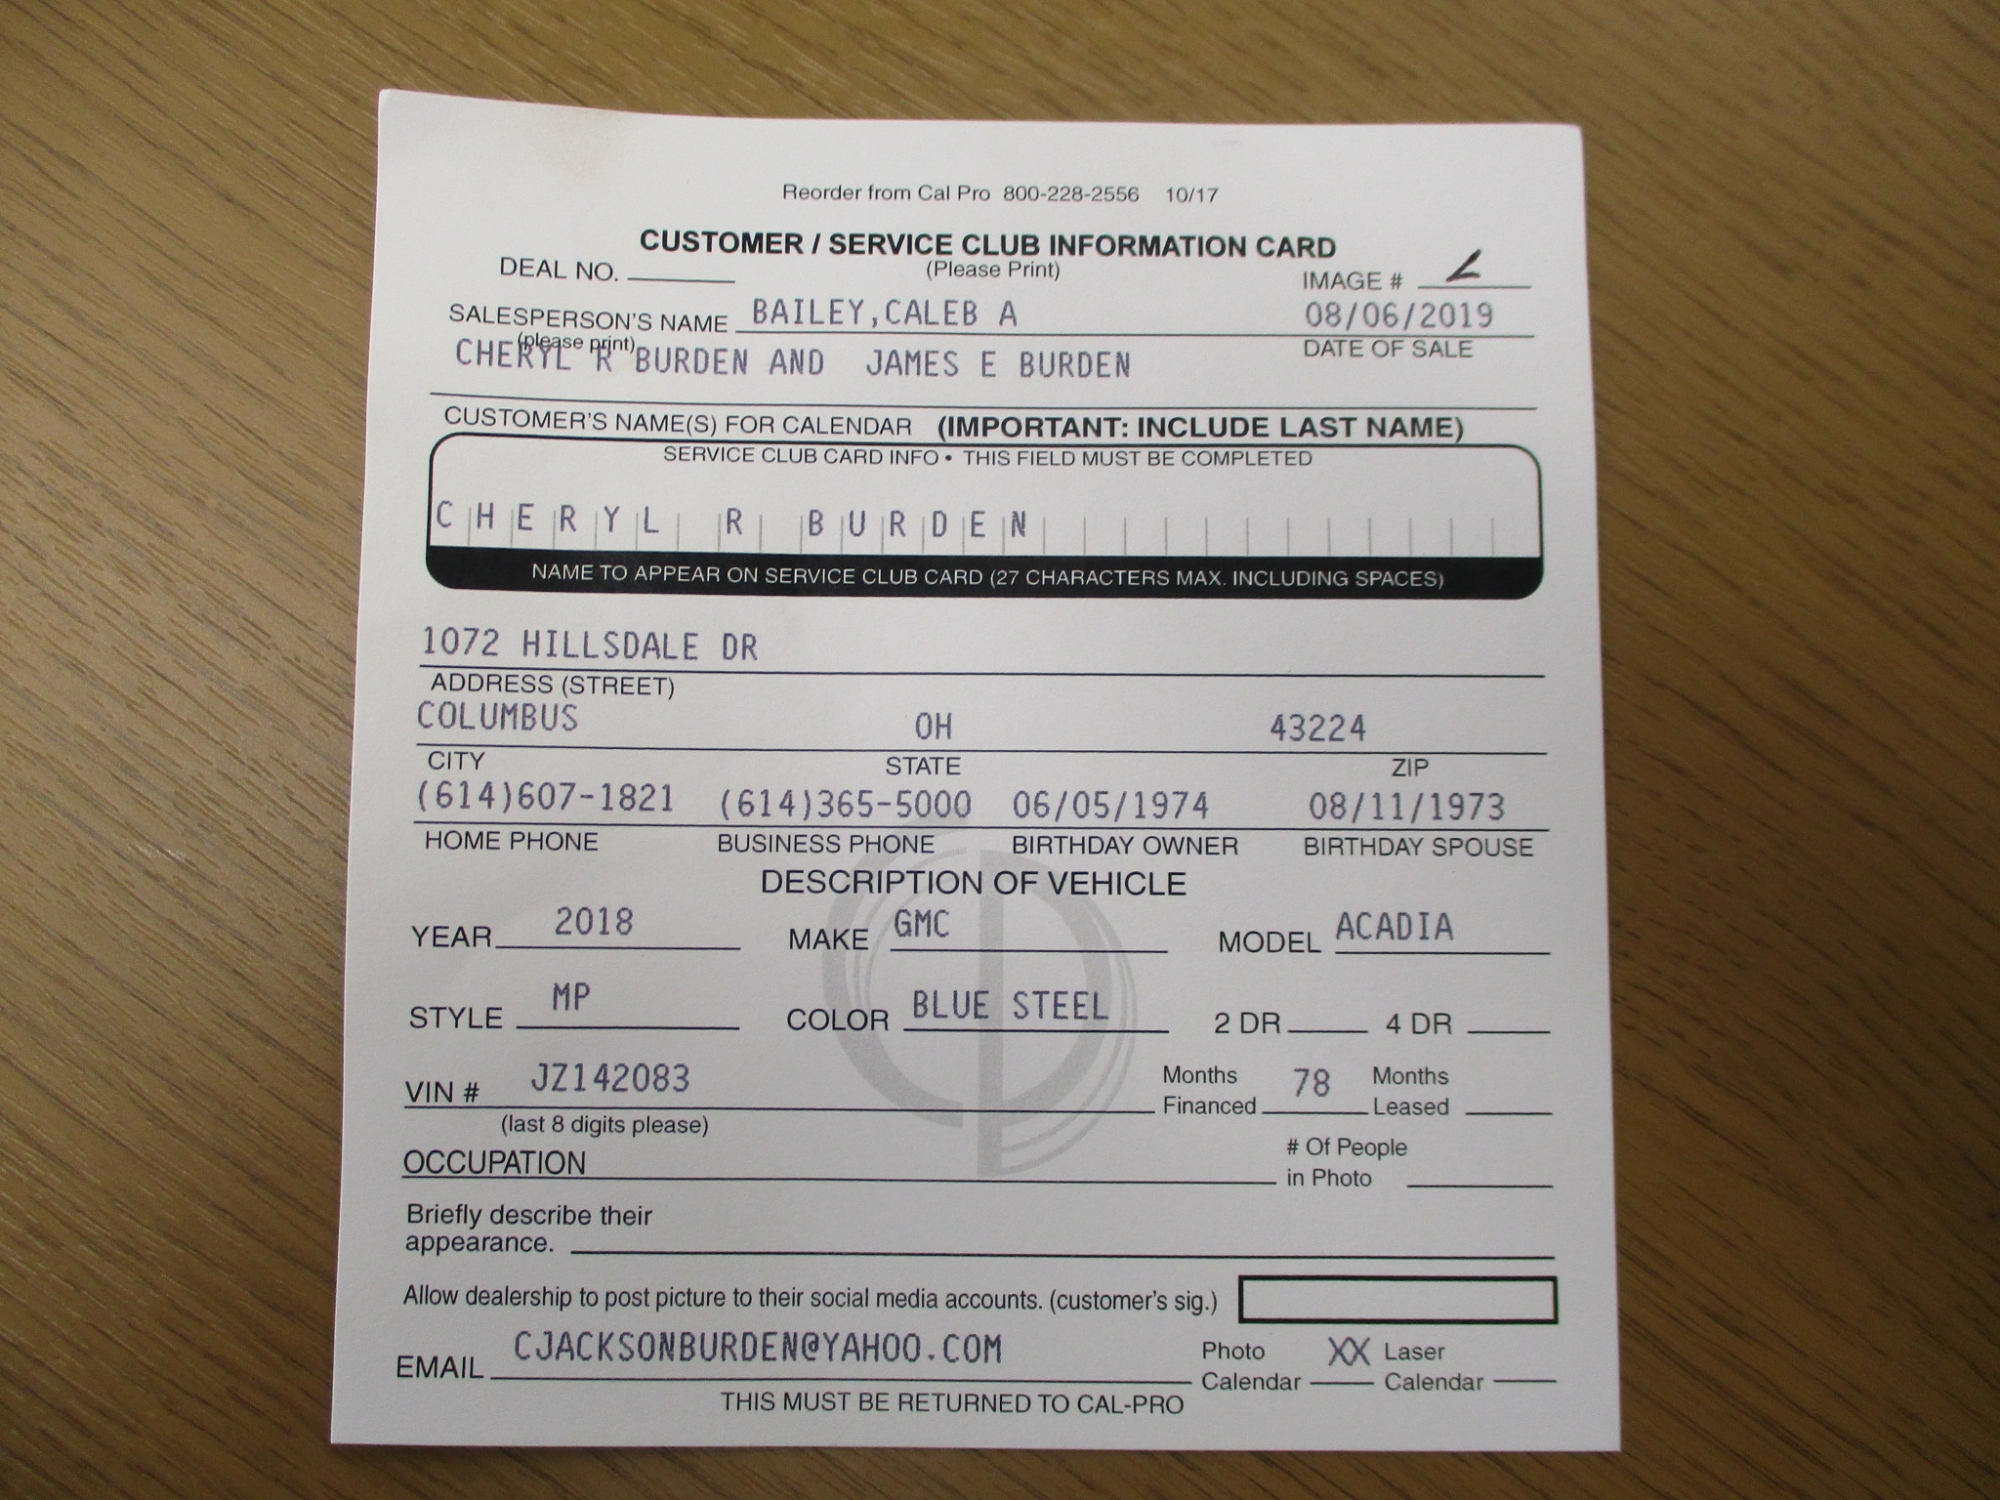 Reorder from Cal Pro 800-228-2556 10/17
CUSTOMER / SERVICE CLUB INFORMATION CARD
(Please Print)
DEAL NO.
IMAGE #
SALESPERSON'S NAME BAILEY,CALEB A 08/06/2019
(please print) DATE OF SALE
CHERYL R BURDEN AND JAMES E BURDEN
CUSTOMER'S NAME(S) FOR CALENDAR (IMPORTANT: INCLUDE LAST NAME)
SERVICE CLUB CARD INFO • THIS FIELD MUST BE COMPLETED
CHERYL R BURDEN
NAME TO APPEAR ON SERVICE CLUB CARD (27 CHARACTERS MAX. INCLUDING SPACES)
1072 HILLSDALE DR
ADDRESS (STREET)
COLUMBUS OH 43224
CITY STATE ZIP
(614)607-1821 (614)365-5000 06/05/1974 08/11/1973
HOME PHONE BUSINESS PHONE BIRTHDAY OWNER BIRTHDAY SPOUSE
DESCRIPTION OF VEHICLE
YEAR 2018 MAKE GMC MODEL ACADIA
STYLE MP COLOR BLUE STEEL 2 DR 4 DR
VIN # JZ142083 Months Financed 78 Months Leased
(last 8 digits please)
OCCUPATION # Of People in Photo
Briefly describe their
appearance.
Allow dealership to post picture to their social media accounts. (customer's sig.)
EMAIL CJACKSONBURDEN@YAHOO.COM Photo Calendar XX Laser Calendar
THIS MUST BE RETURNED TO CAL-PRO